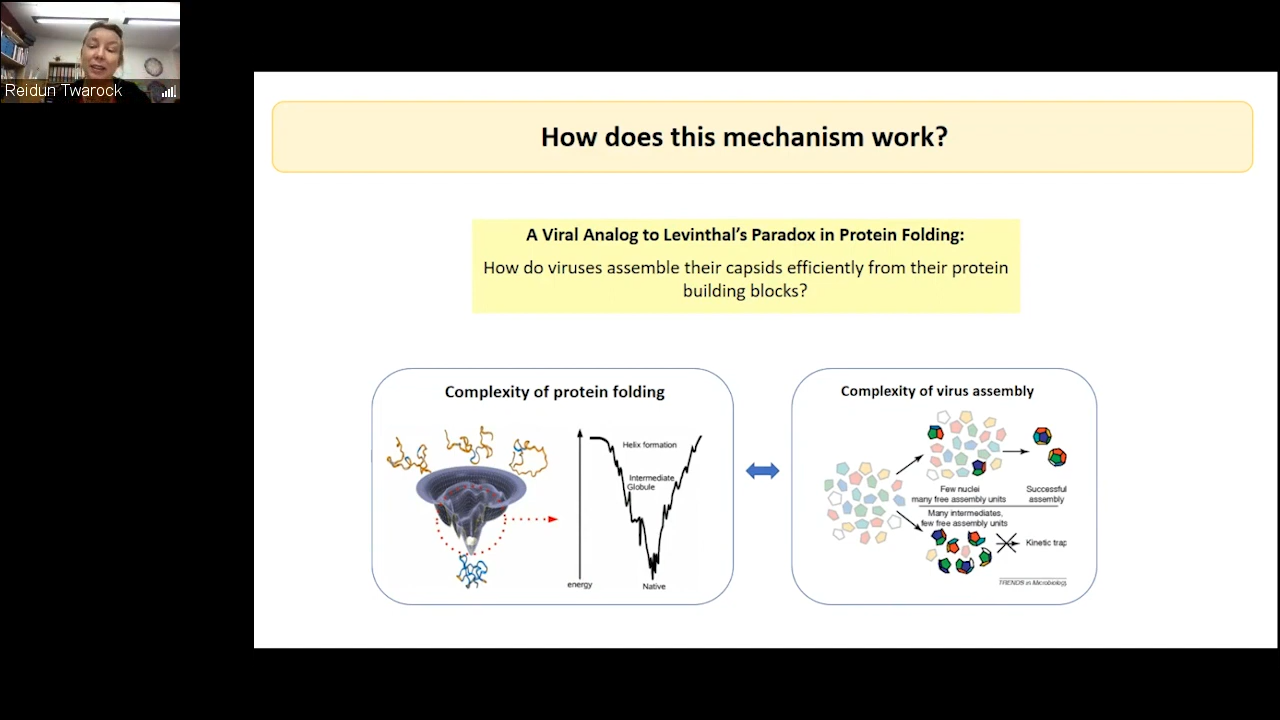 Reidun Twarock
How does this mechanism work?
A Viral Analog to Levinthal's Paradox in Protein Folding:
How do viruses assemble their capsids efficiently from their protein
building blocks?
Complexity of protein folding
Helix formation
Intermediate
Globule
energy
Native
Complexity of virus assembly
Few nuclei
many free assembly units
Successful
assembly
Many intermediates,
few free assembly units
Kinetic trap
TRENDS in Microbiology